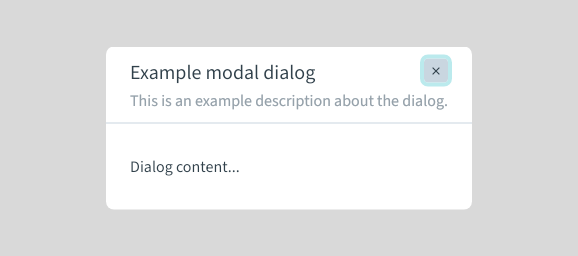 Example modal dialog
×
This is an example description about the dialog.
Dialog content...